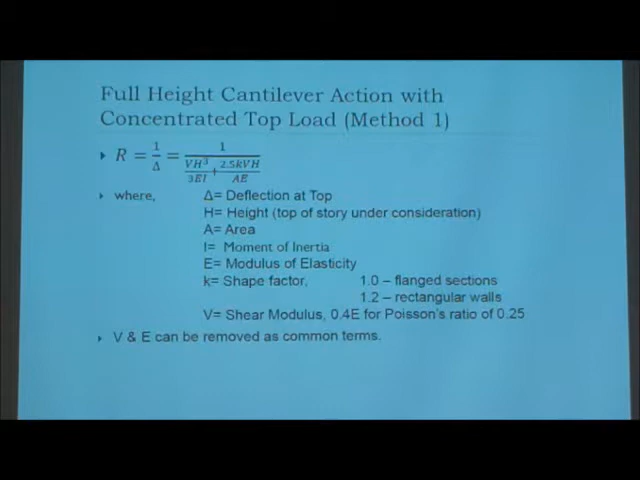 Full Height Cantilever Action with
Concentrated Top Load (Method 1)
R = 1/Δ = 1/(VH³/3EI + 2.5kVH/AE)
where, Δ= Deflection at Top
H= Height (top of story under consideration)
A= Area
I= Moment of Inertia
E= Modulus of Elasticity
k= Shape factor, 1.0 – flanged sections
1.2 – rectangular walls
V= Shear Modulus, 0.4E for Poisson's ratio of 0.25
V & E can be removed as common terms.